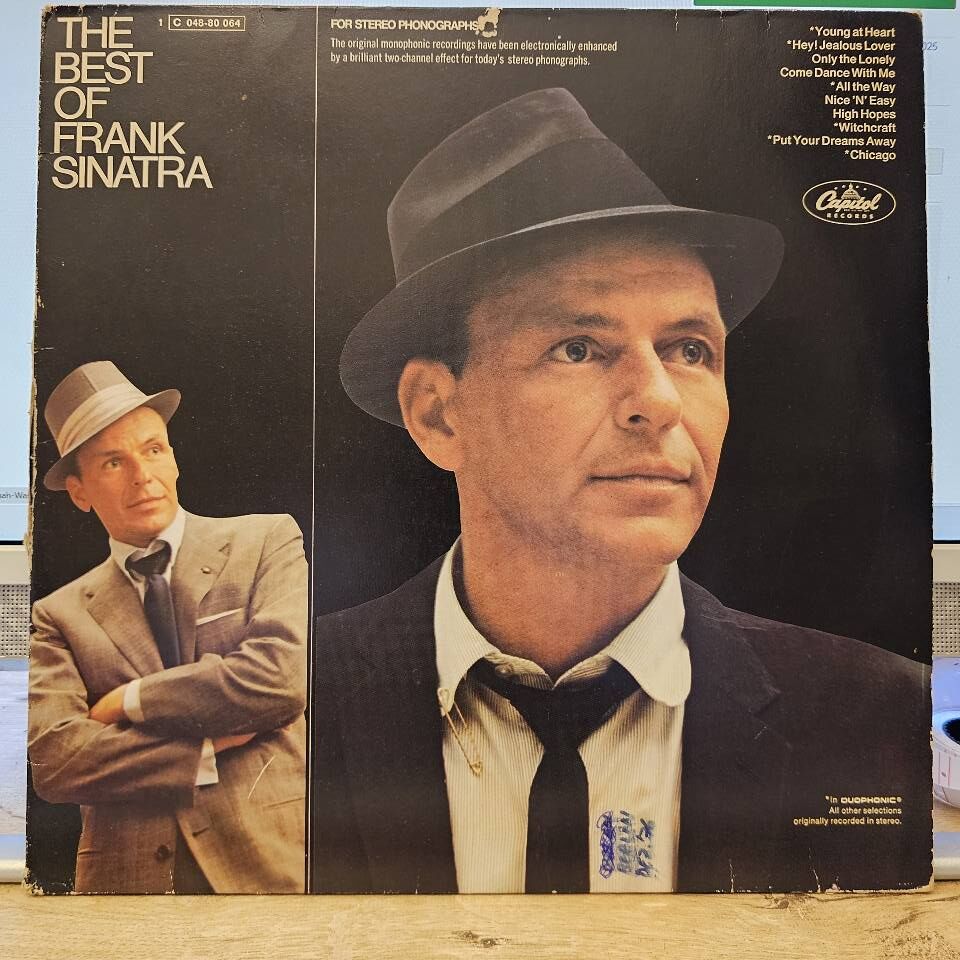 THE
BEST
OF
FRANK
SINATRA
1 C 048-80 064
FOR STEREO PHONOGRAPHS
The original monophonic recordings have been electronically enhanced
by a brilliant two-channel effect for today's stereo phonographs.
*Young at Heart
*Hey! Jealous Lover
Only the Lonely
Come Dance With Me
*All the Way
Nice 'N' Easy
High Hopes
*Witchcraft
*Put Your Dreams Away
*Chicago
Capitol
RECORDS
*in DUOPHONIC®
All other selections
originally recorded in stereo.